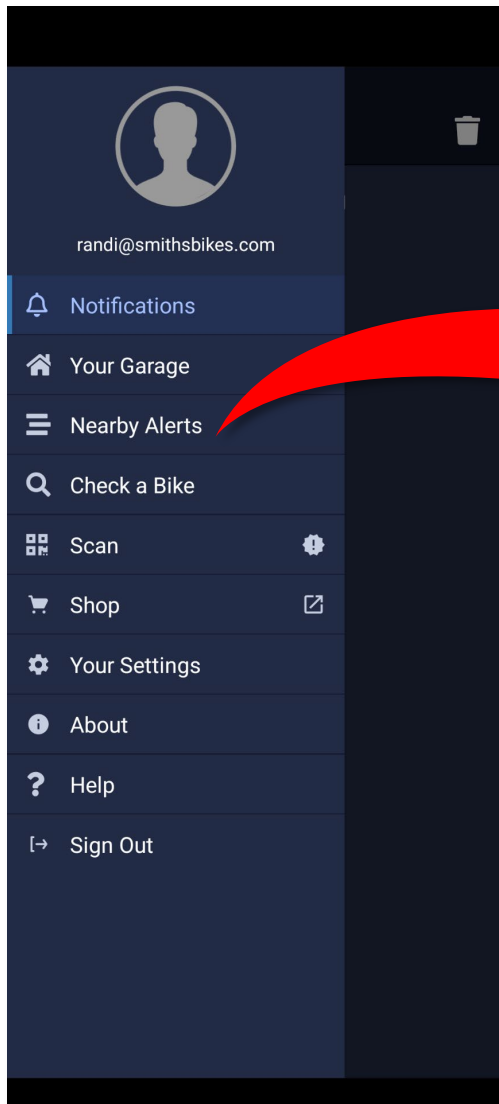 randi@smithsbikes.com
Notifications
Your Garage
Nearby Alerts
Check a Bike
Scan
Shop
Your Settings
About
Help
Sign Out